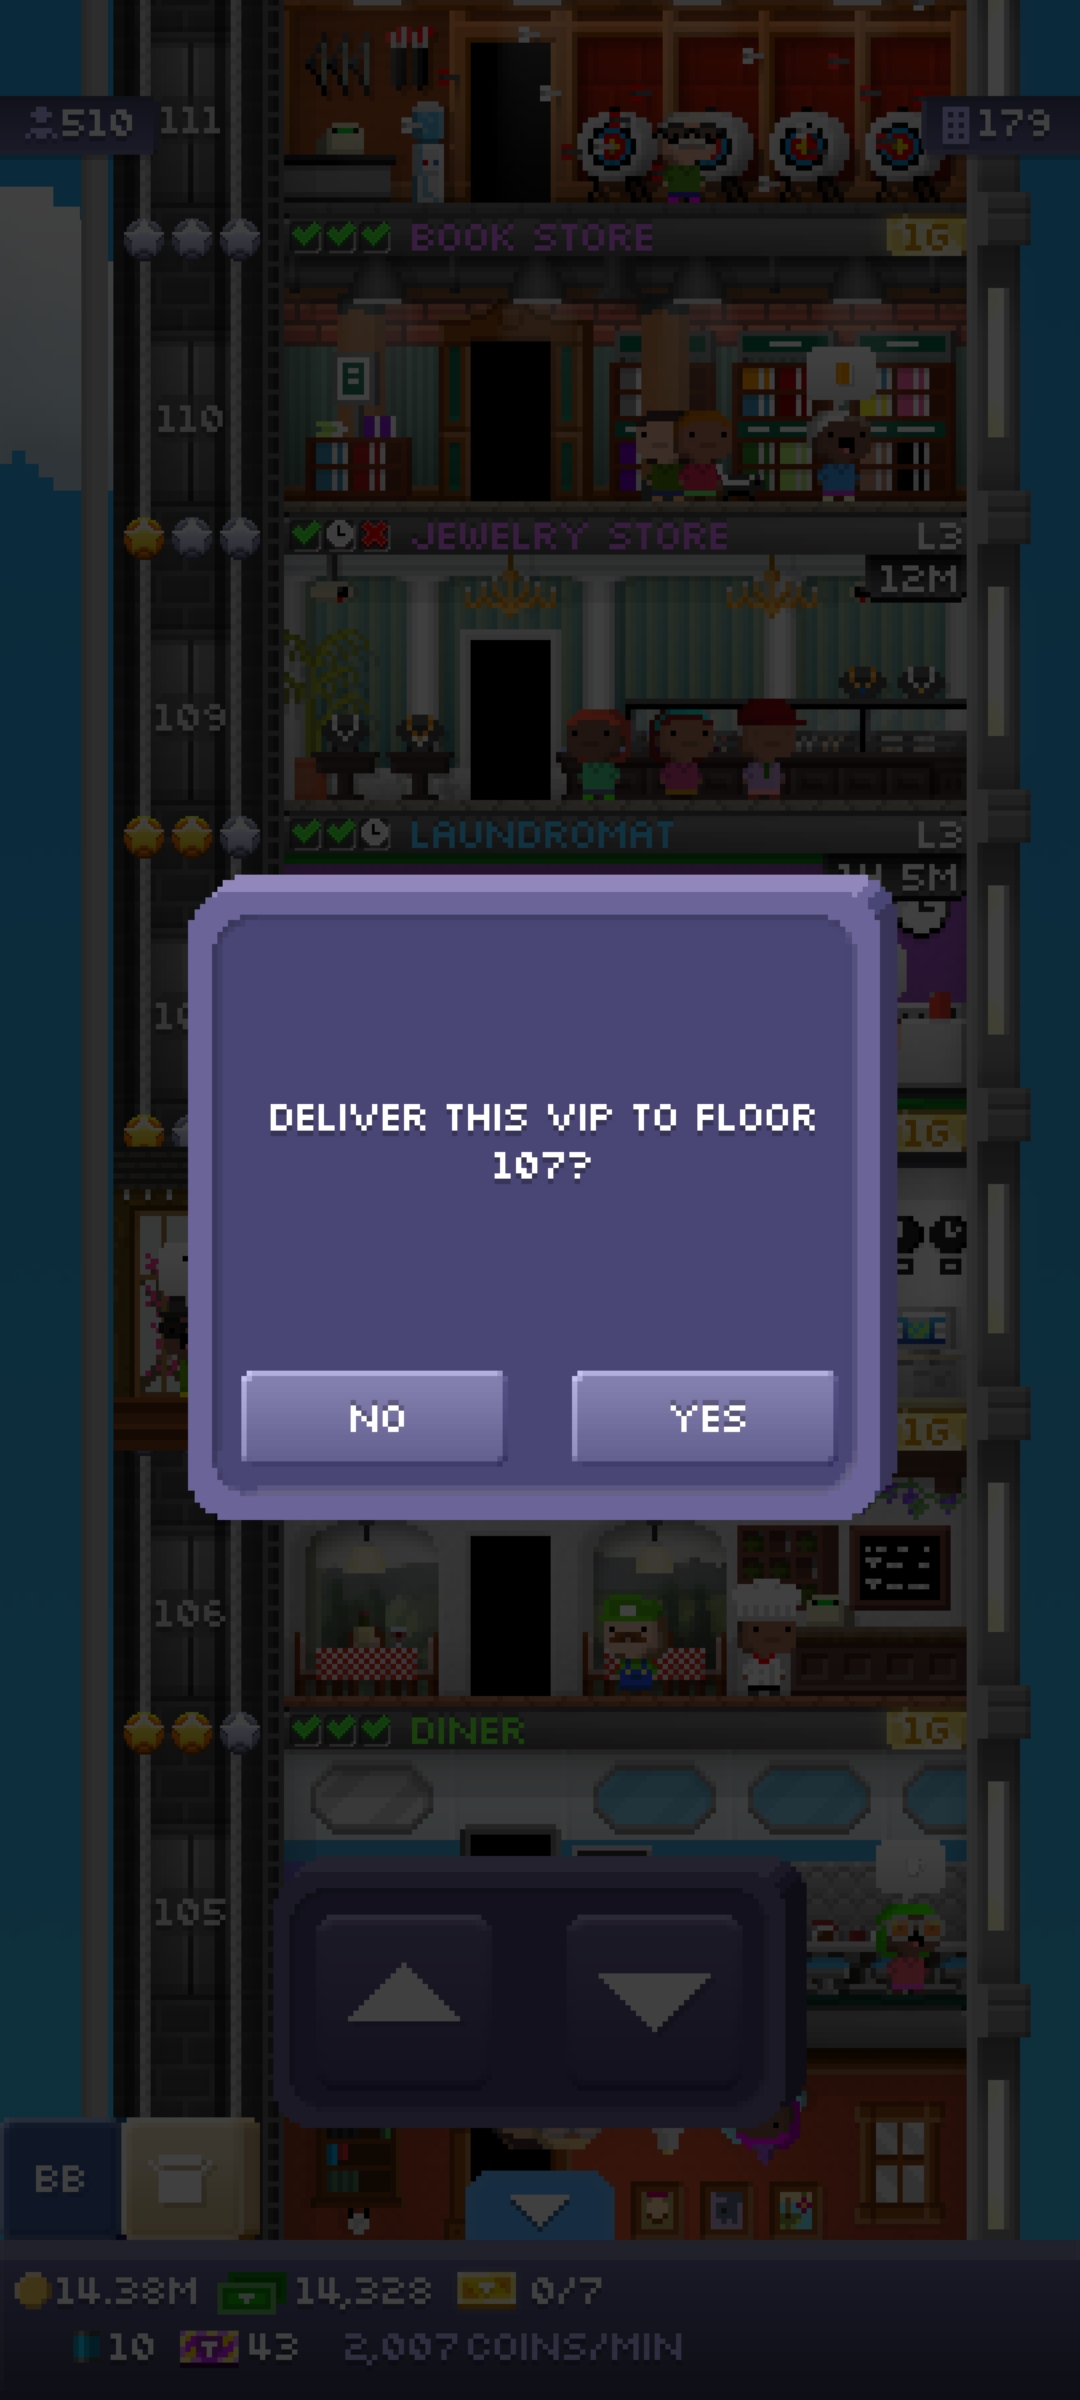 510
111
179
BOOK STORE
1G
110
JEWELRY STORE
L3
12M
109
LAUNDROMAT
L3
5M
1G
DELIVER THIS VIP TO FLOOR
107?
NO
YES
1G
106
DINER
1G
105
BB
14.38M
14,328
0/7
10
T
43
2,007 COINS/MIN